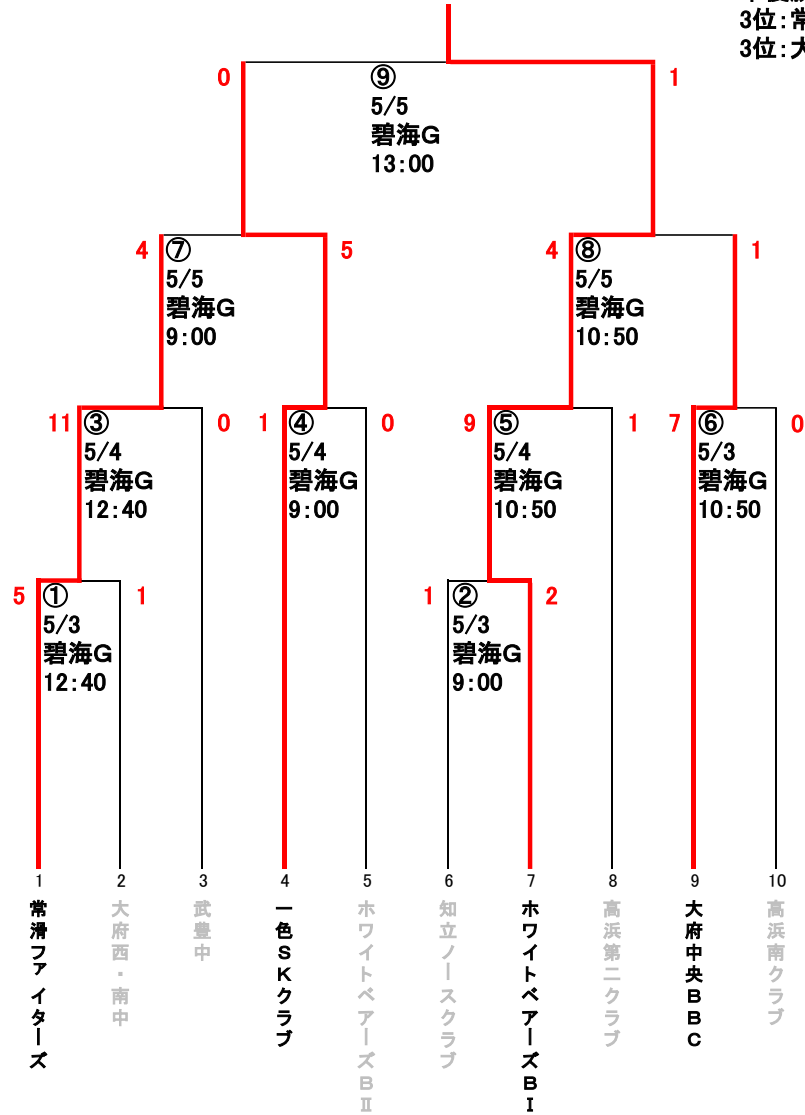 3位:常
3位:大
0
⑨
1
5/5
碧海G
13:00
4
⑦
5
4
⑧
1
5/5
碧海G
9:00
5/5
碧海G
10:50
11
③
0
1
④
0
9
⑤
1
7
⑥
0
5/4
碧海G
12:40
5/4
碧海G
9:00
5/4
碧海G
10:50
5/3
碧海G
10:50
5
①
1
1
②
2
5/3
碧海G
12:40
5/3
碧海G
9:00
1
2
3
4
5
6
7
8
9
10
常滑ファイターズ
大府西・南中
武豊中
一色SKクラブ
ホワイトベアーズBⅡ
知立ノースクラブ
ホワイトベアーズBⅠ
高浜第二クラブ
大府中央BBC
高浜南クラブ